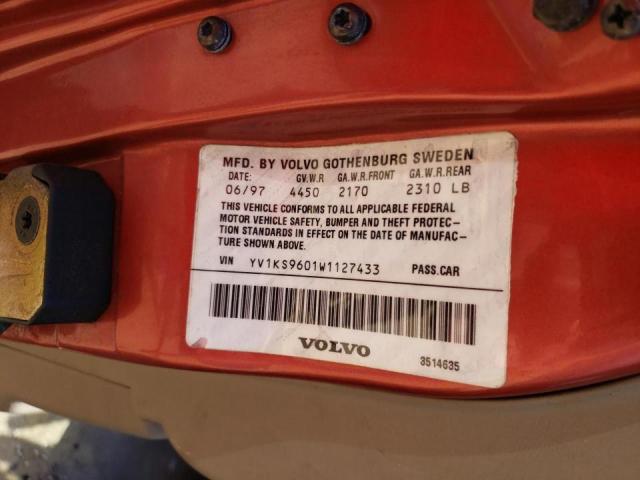 MFD. BY VOLVO GOTHENBURG SWEDEN
DATE: GV.W.R GA.W.R.FRONT GA.W.R.REAR
06/97 4450 2170 2310 LB
THIS VEHICLE CONFORMS TO ALL APPLICABLE FEDERAL
MOTOR VEHICLE SAFETY, BUMPER AND THEFT PROTEC-
TION STANDARDS IN EFFECT ON THE DATE OF MANUFAC-
TURE SHOWN ABOVE.
VIN YV1KS9601W1127433 PASS.CAR
VOLVO
3514635